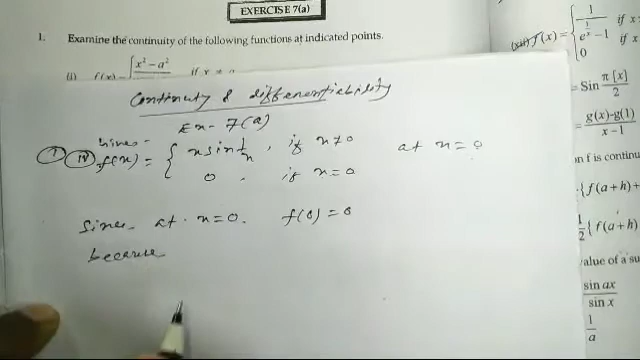 EXERCISE 7(a)
1. Examine the continuity of the following functions at indicated points.
(i) f(x) = { x² − a²
Continuity & differentiability
Ex - 7(a)
Given -
① (iv) f(x) = { x sin 1/x , if x ≠ 0 at x = 0
0 , if x = 0
Since at x = 0. f(0) = 0
because
(xii) f(x) = { 1 / e^(1/x) − 1 if x
0 if x
= Sin π[x] / 2
= g(x)-g(1) / x − 1
n f is continu
{f(a+h)+
1/2 { f(a+h)
value of a su
sin ax / sin x
1 / a